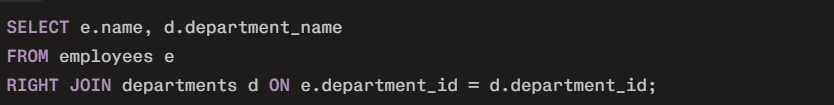 SELECT e.name, d.department_name
FROM employees e
RIGHT JOIN departments d ON e.department_id = d.department_id;